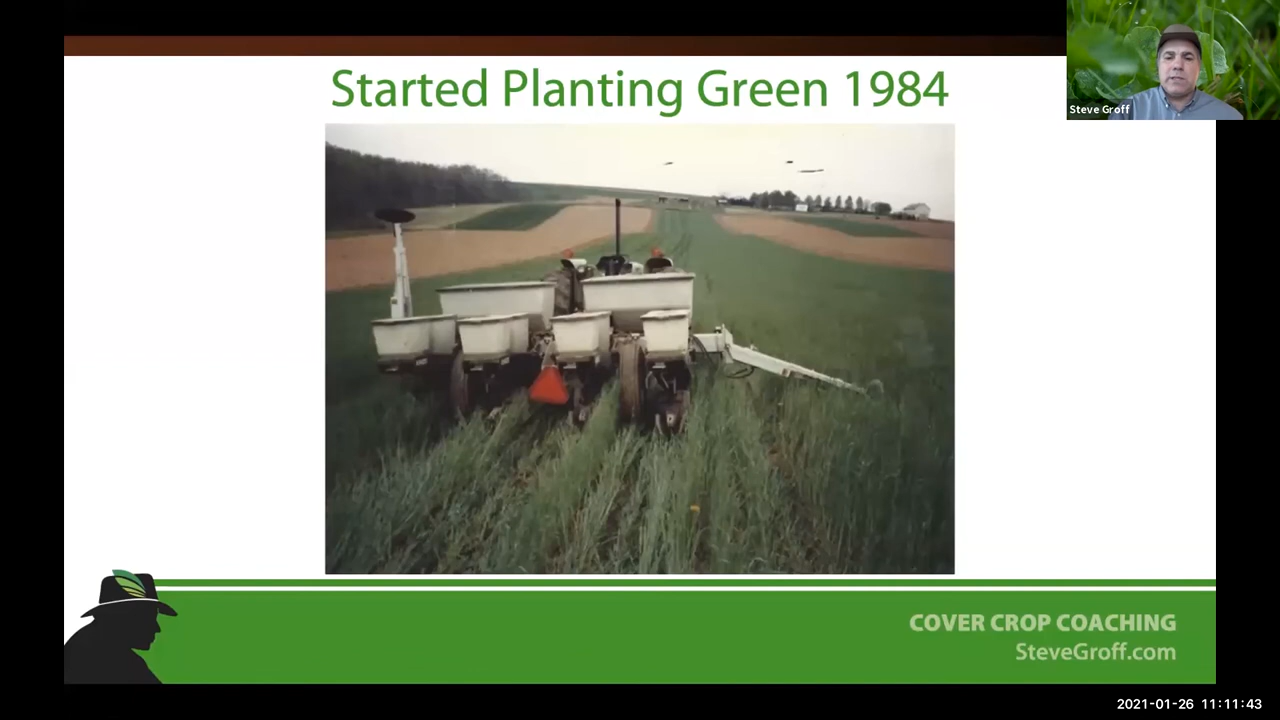 Started Planting Green 1984
Steve Groff
COVER CROP COACHING
SteveGroff.com
2021-01-26 11:11:43